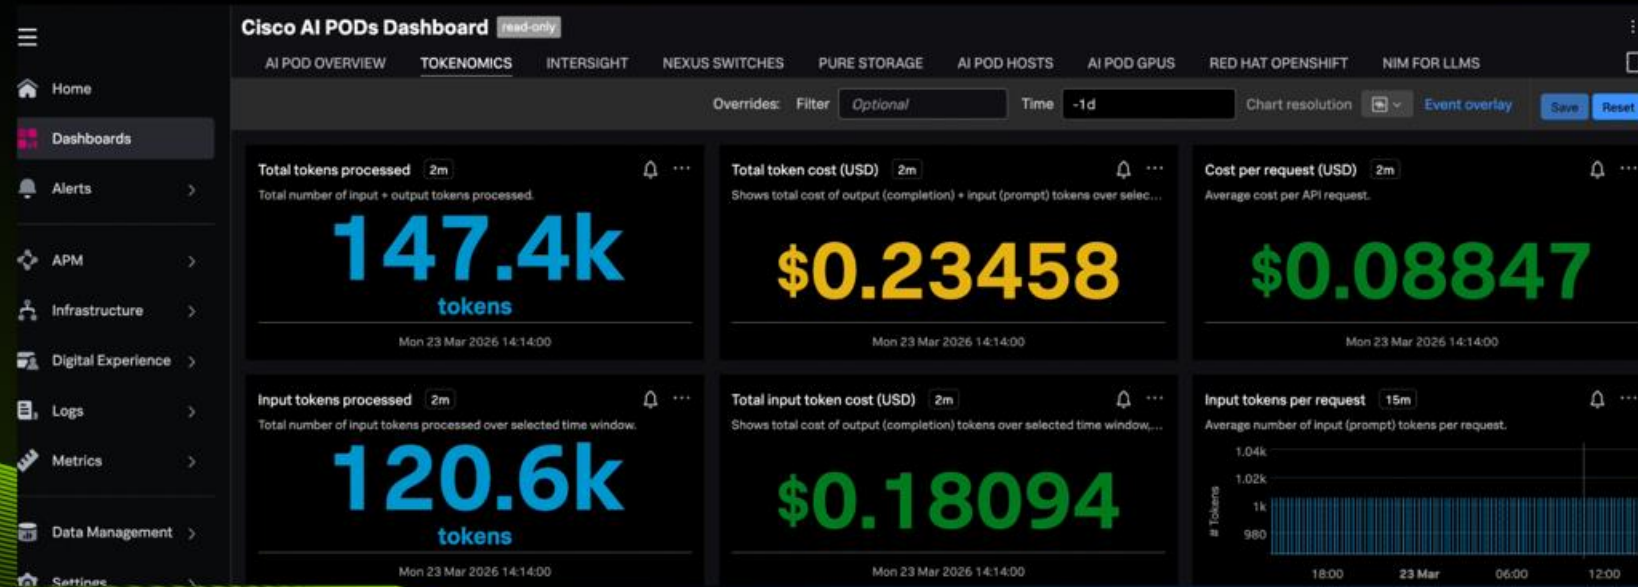 Cisco AI PODs Dashboard read-only
AI POD OVERVIEW TOKENOMICS INTERSIGHT NEXUS SWITCHES PURE STORAGE AI POD HOSTS AI POD GPUS RED HAT OPENSHIFT NIM FOR LLMS
Overrides: Filter Optional Time -1d Chart resolution Event overlay Save Reset
Home
Dashboards
Alerts
APM
Infrastructure
Digital Experience
Logs
Metrics
Data Management
Settings
Total tokens processed 2m
Total number of input + output tokens processed.
147.4k
tokens
Mon 23 Mar 2026 14:14:00
Total token cost (USD) 2m
Shows total cost of output (completion) + input (prompt) tokens over selec...
$0.23458
Mon 23 Mar 2026 14:14:00
Cost per request (USD) 2m
Average cost per API request.
$0.08847
Mon 23 Mar 2026 14:14:00
Input tokens processed 2m
Total number of input tokens processed over selected time window.
120.6k
tokens
Mon 23 Mar 2026 14:14:00
Total input token cost (USD) 2m
Shows total cost of output (completion) tokens over selected time window,...
$0.18094
Mon 23 Mar 2026 14:14:00
Input tokens per request 15m
Average number of input (prompt) tokens per request.
# Tokens
1.04k
1.02k
1k
980
18:00 23 Mar 06:00 12:00